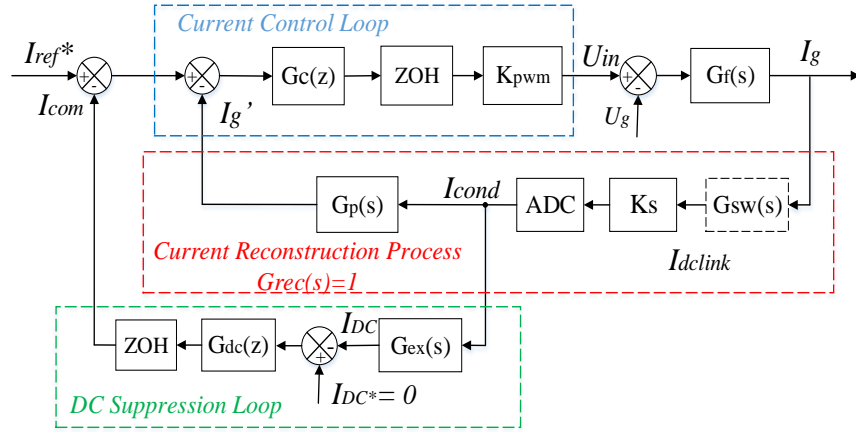 Current Control Loop
Iref*
+
-
+
-
Gc(z)
ZOH
Kpwm
Uin
+
-
Gf(s)
Ig
Icom
Ig’
Ug
Gp(s)
Icond
ADC
Ks
Gsw(s)
Current Reconstruction Process
Grec(s)=1
Idclink
ZOH
Gdc(z)
-
+
IDC
Gex(s)
IDC*= 0
DC Suppression Loop